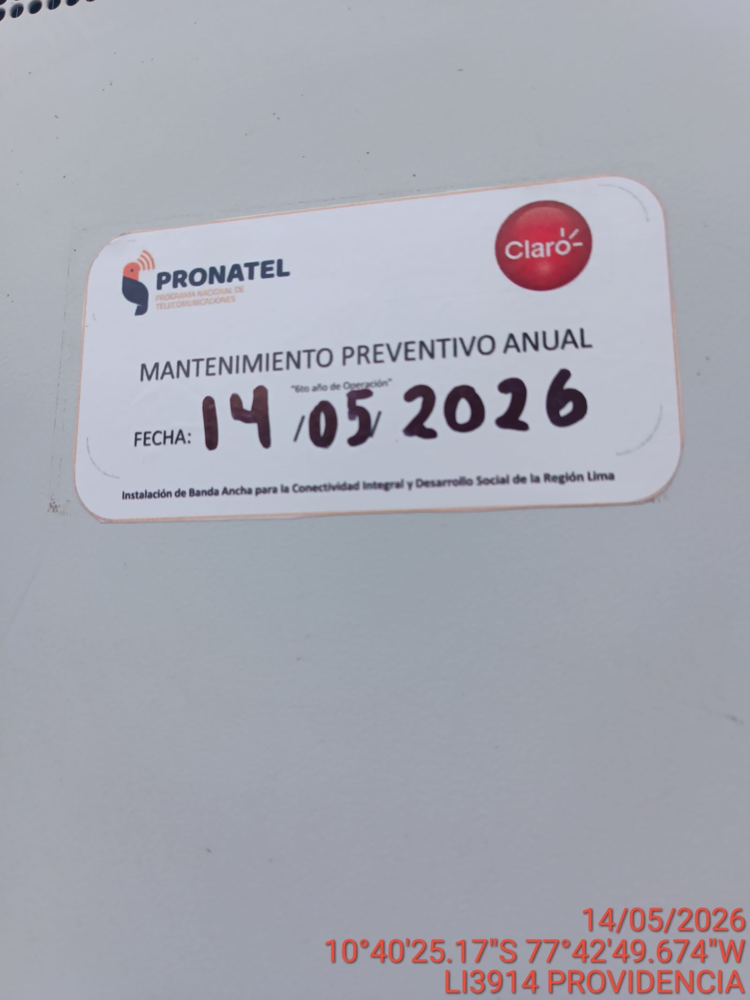 PRONATEL
PROGRAMA NACIONAL DE
TELECOMUNICACIONES
Claro
MANTENIMIENTO PREVENTIVO ANUAL
"6to año de Operación"
FECHA: 14/05/2026
Instalación de Banda Ancha para la Conectividad Integral y Desarrollo Social de la Región Lima
14/05/2026
10°40'25.17"S 77°42'49.674"W
LI3914 PROVIDENCIA